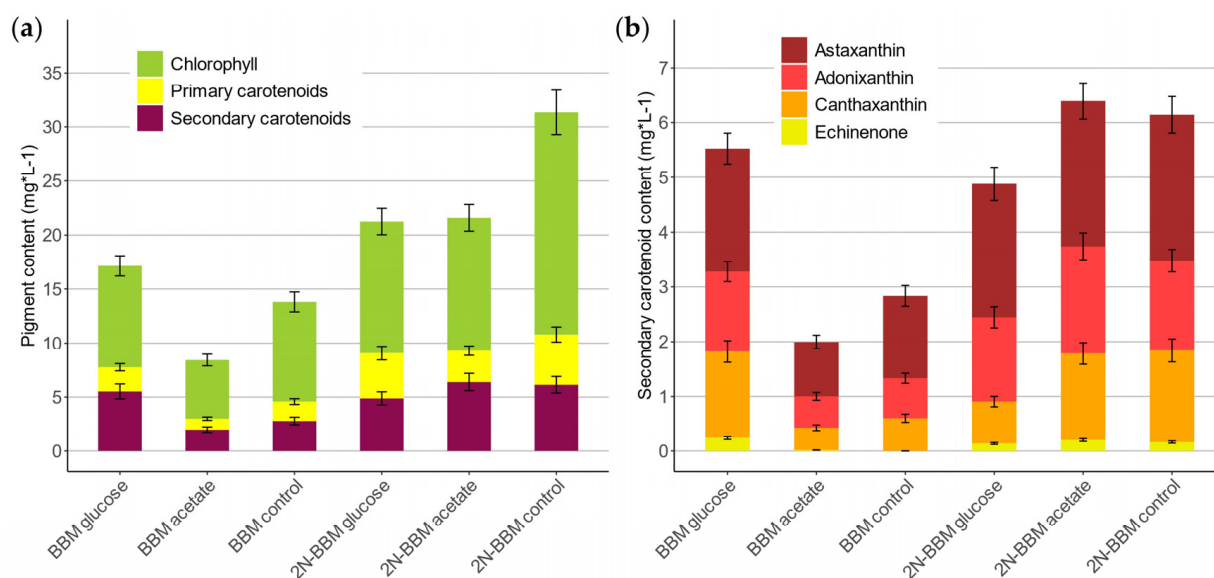 (a)
Chlorophyll
Primary carotenoids
Secondary carotenoids
Pigment content (mg*L-1)
35
30
25
20
15
10
5
0
BBM glucose
BBM acetate
BBM control
2N-BBM glucose
2N-BBM acetate
2N-BBM control
(b)
Astaxanthin
Adonixanthin
Canthaxanthin
Echinenone
Secondary carotenoid content (mg*L-1)
7
6
5
4
3
2
1
0
BBM glucose
BBM acetate
BBM control
2N-BBM glucose
2N-BBM acetate
2N-BBM control